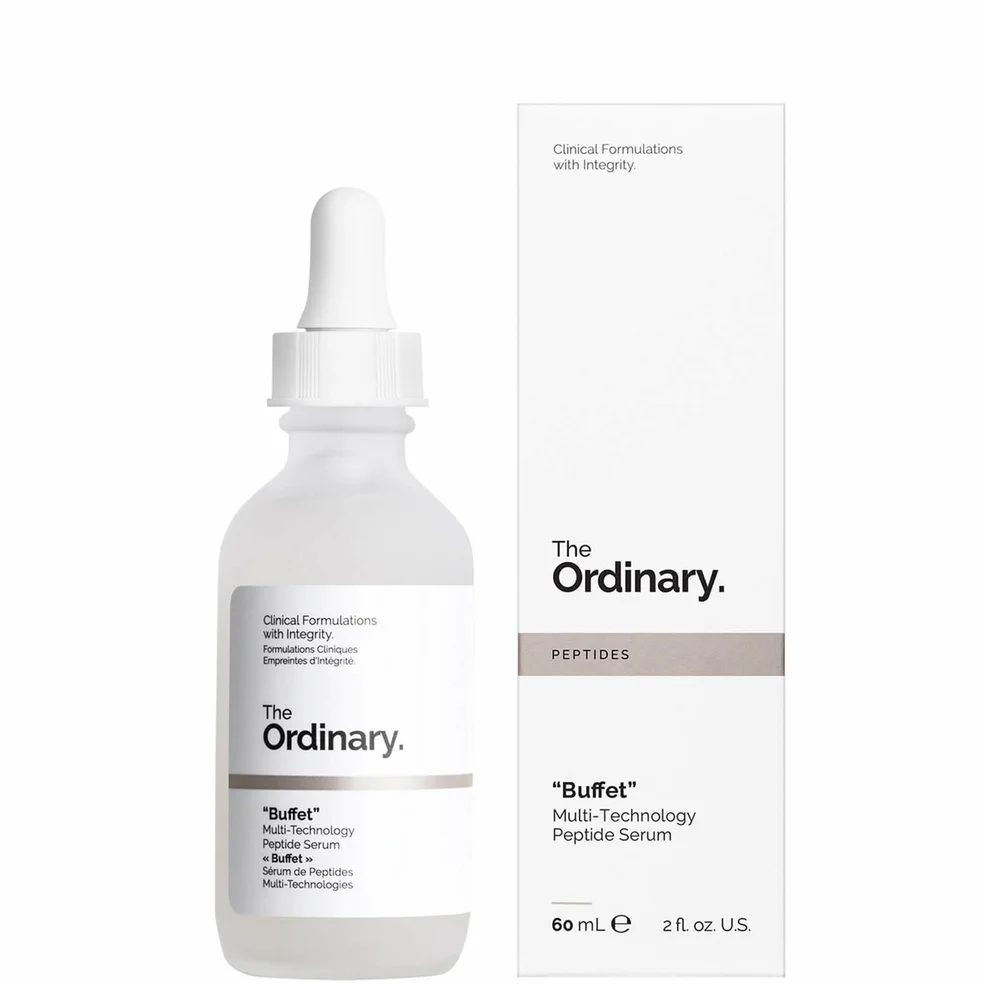 Clinical Formulations
with Integrity.
Formulations Cliniques
Empreintes d'Intégrité.
The
Ordinary.
“Buffet”
Multi-Technology
Peptide Serum
« Buffet »
Sérum de Peptides
Multi-Technologies
Clinical Formulations
with Integrity.
The
Ordinary.
PEPTIDES
“Buffet”
Multi-Technology
Peptide Serum
60 mL ℮ 2 fl. oz. U.S.